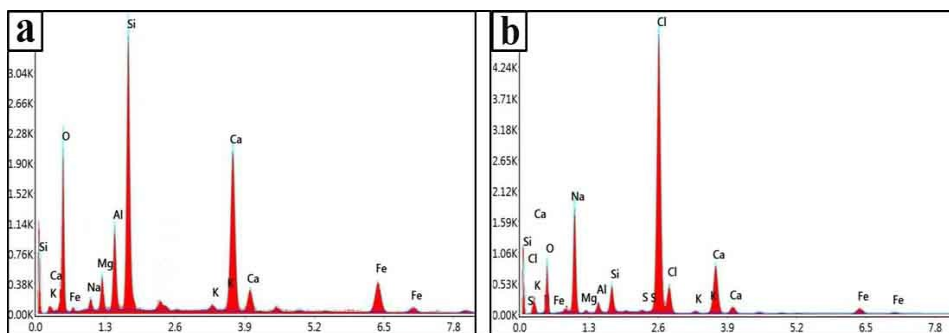 a
Si
3.04K
2.66K
2.28K
O
1.90K
Ca
1.52K
1.14K
Al
0.76K
Si
Mg
Ca
Fe
0.38K
K
Fe
Na
K
K
Ca
Fe
0.00K
0.0
1.3
2.6
3.9
5.2
6.5
7.8
b
Cl
4.24K
3.71K
3.18K
2.65K
2.12K
Na
1.59K
Ca
1.06K
Si
O
Ca
Cl
0.53K
K
Si
Cl
S
Fe
Mg
Al
S
S
K
K
Ca
Fe
Fe
0.00K
0.0
1.3
2.6
3.9
5.2
6.5
7.8